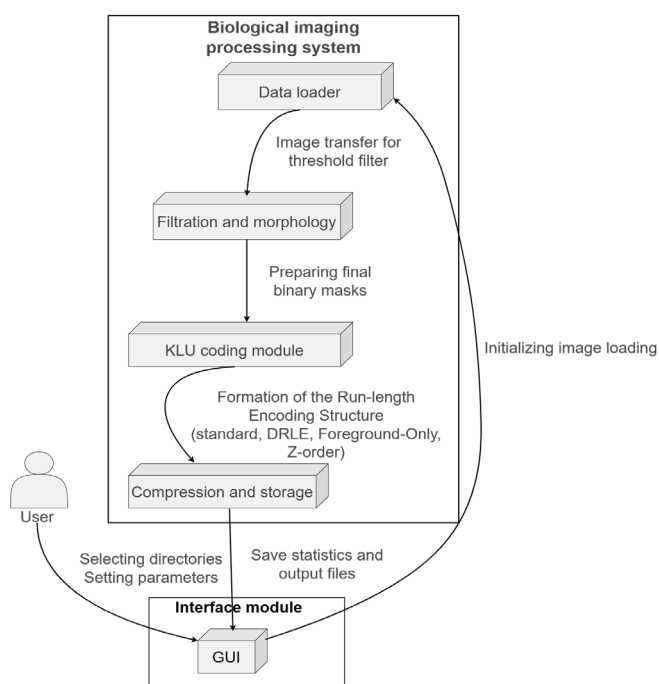 Biological imaging
processing system
Data loader
Image transfer for
threshold filter
Filtration and morphology
Preparing final
binary masks
KLU coding module
Initializing image loading
Formation of the Run-length
Encoding Structure
(standard, DRLE, Foreground-Only,
Z-order)
Compression and storage
User
Selecting directories
Setting parameters
Save statistics and
output files
Interface module
GUI